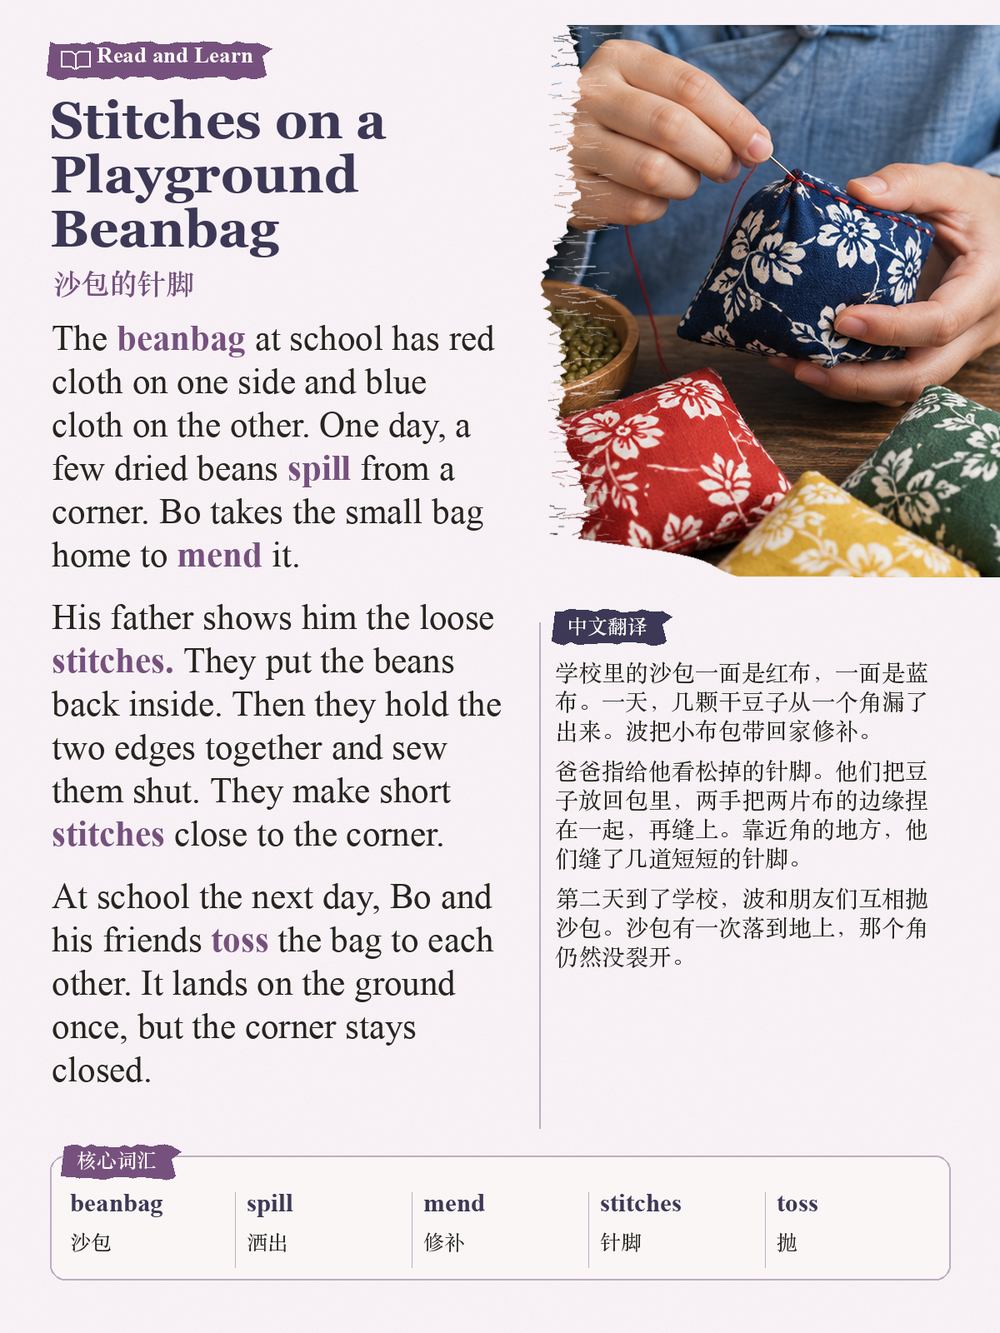 Read and Learn
Stitches on a
Playground
Beanbag
沙包的针脚
The beanbag at school has red
cloth on one side and blue
cloth on the other. One day, a
few dried beans spill from a
corner. Bo takes the small bag
home to mend it.
His father shows him the loose
stitches. They put the beans
back inside. Then they hold the
two edges together and sew
them shut. They make short
stitches close to the corner.
At school the next day, Bo and
his friends toss the bag to each
other. It lands on the ground
once, but the corner stays
closed.
中文翻译
学校里的沙包一面是红布，一面是蓝
布。一天，几颗干豆子从一个角漏了
出来。波把小布包带回家修补。
爸爸指给他看松掉的针脚。他们把豆
子放回包里，两手把两片布的边缘捏
在一起，再缝上。靠近角的地方，他
们缝了几道短短的针脚。
第二天到了学校，波和朋友们互相抛
沙包。沙包有一次落到地上，那个角
仍然没裂开。
核心词汇
beanbag
沙包
spill
洒出
mend
修补
stitches
针脚
toss
抛